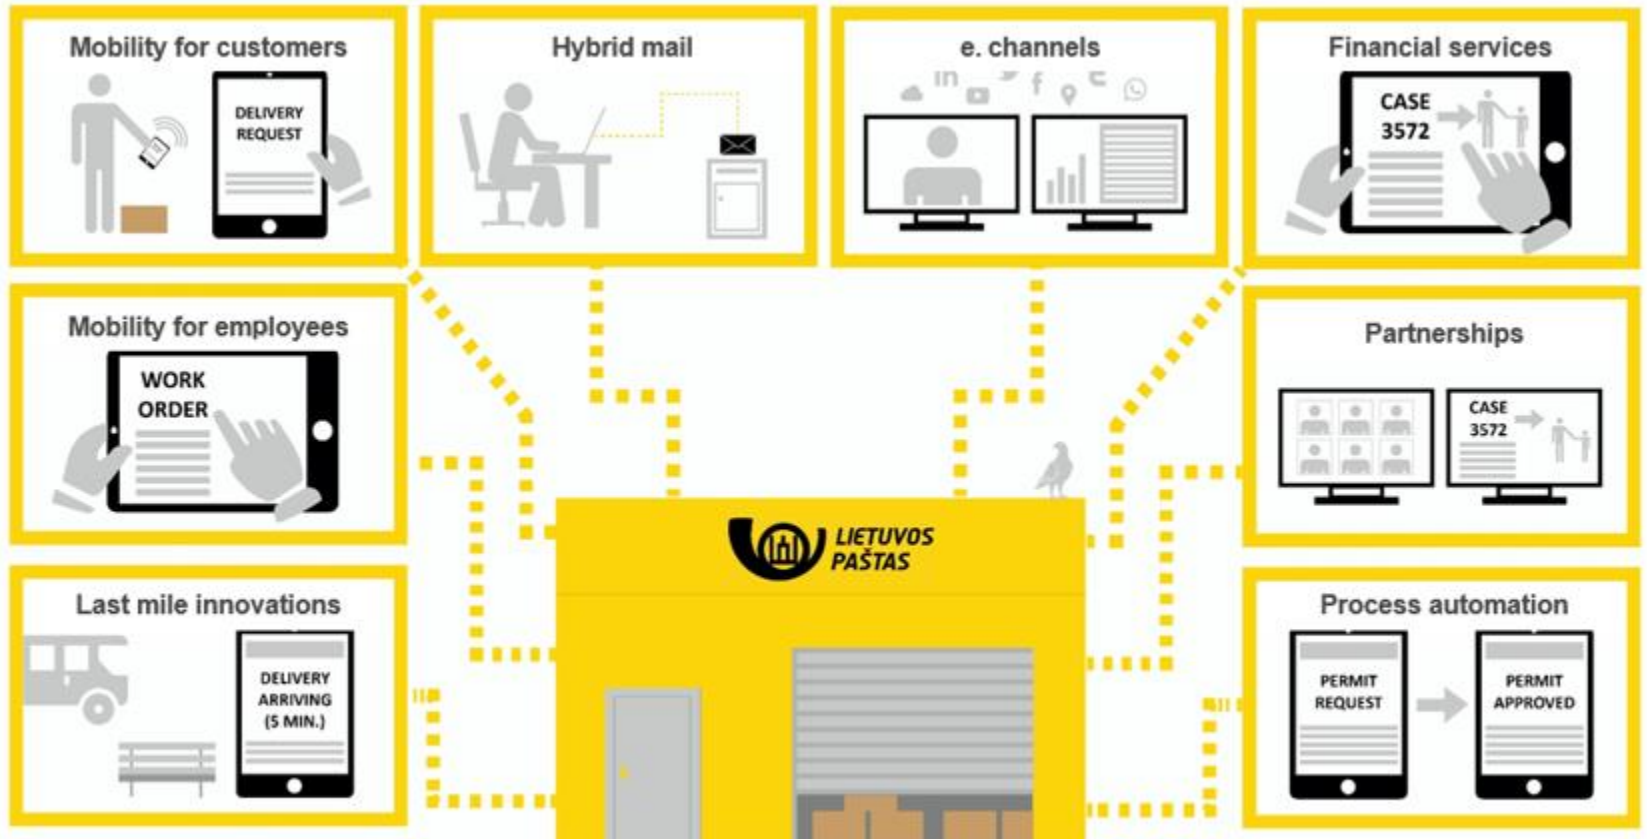 Mobility for customers
DELIVERY
REQUEST
Hybrid mail
e. channels
Financial services
CASE
3572
Mobility for employees
WORK
ORDER
Partnerships
CASE
3572
LIETUVOS
PAŠTAS
Last mile innovations
DELIVERY
ARRIVING
(5 MIN.)
Process automation
PERMIT
REQUEST
PERMIT
APPROVED